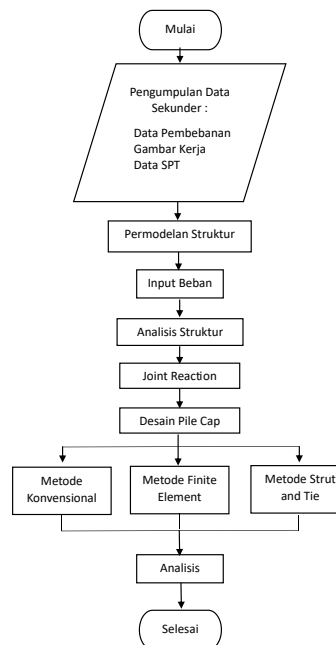 Mulai
Pengumpulan Data
Sekunder :
Data Pembebanan
Gambar Kerja
Data SPT
Permodelan Struktur
Input Beban
Analisis Struktur
Joint Reaction
Desain Pile Cap
Metode
Konvensional
Metode Finite
Element
Metode Strut
and Tie
Analisis
Selesai